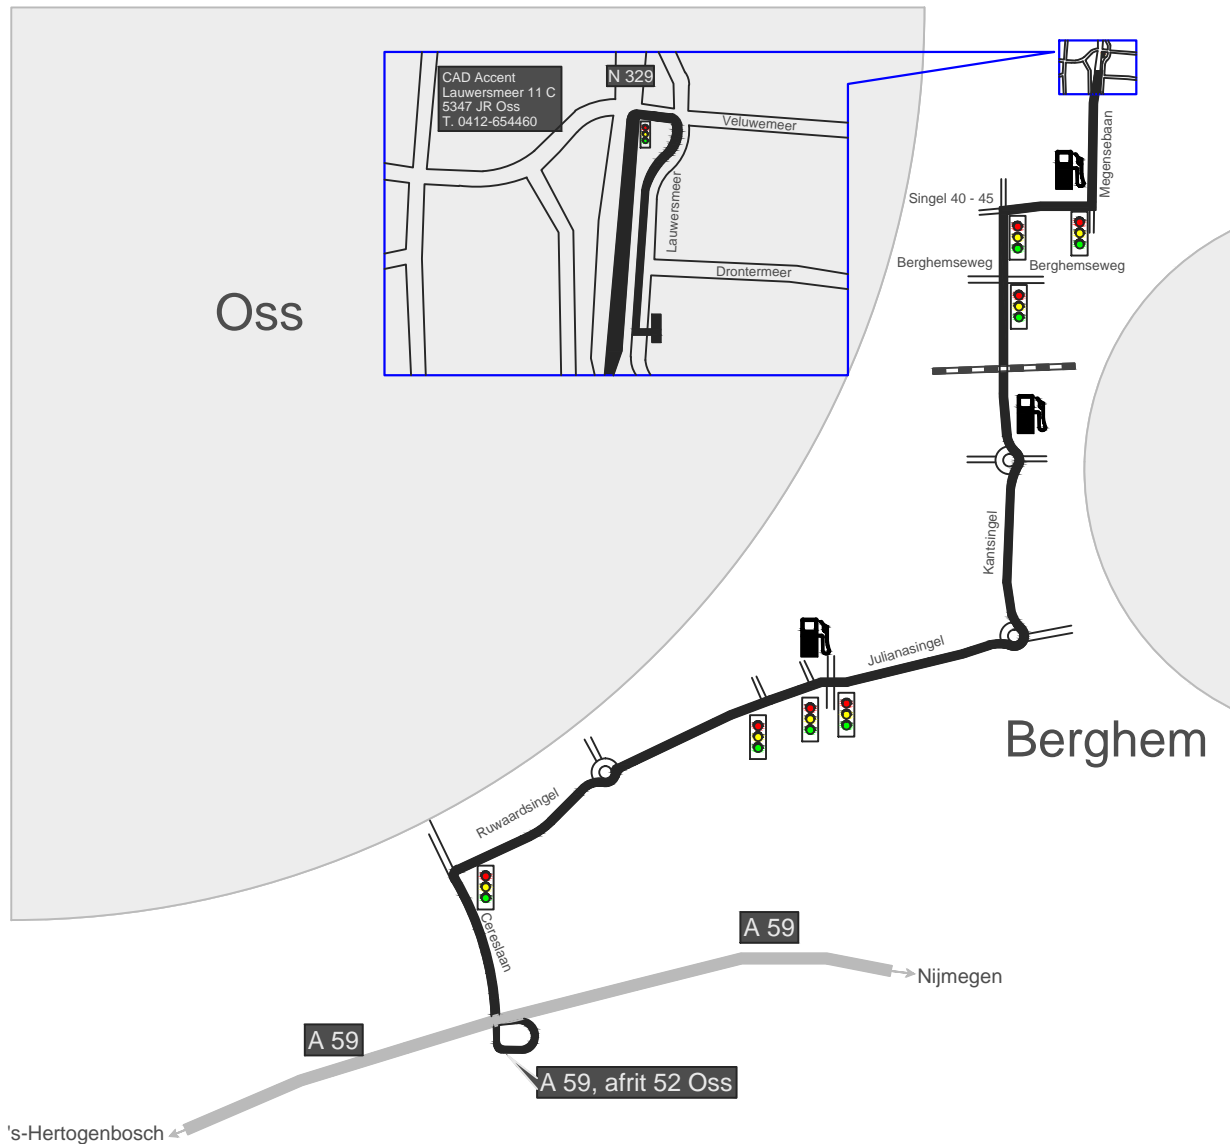 CAD Accent
Lauwersmeer 11 C
5347 JR Oss
T. 0412-654460
N 329
Veluwemeer
Lauwersmeer
Drontermeer
Megensebaan
Singel 40 - 45
Berghemseweg
Berghemseweg
Oss
Kantsingel
Julianasingel
Berghem
Ruwaardsingel
Cereslaan
A 59
Nijmegen
A 59
A 59, afrit 52 Oss
's-Hertogenbosch